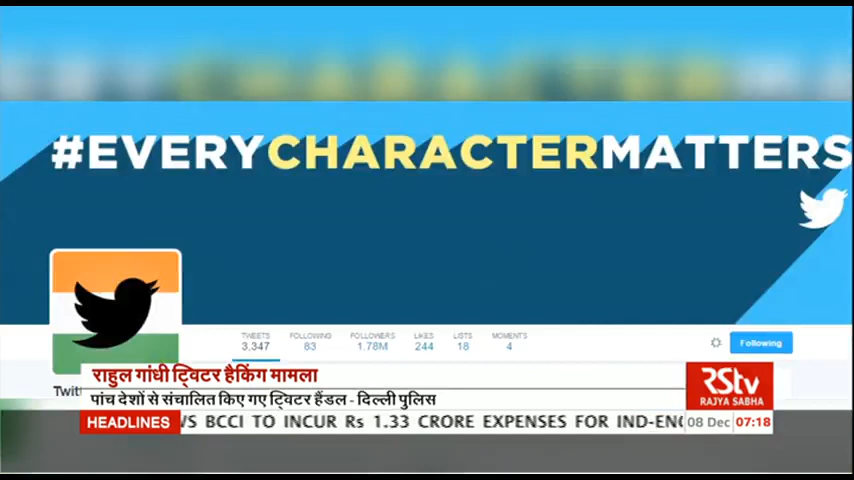 #EVERYCHARACTERMATTERS
TWEETS FOLLOWING FOLLOWERS LIKES LISTS MOMENTS
3,347 83 1.78M 244 18 4
Following
राहुल गांधी ट्विटर हैकिंग मामला
पांच देशों से संचालित किए गए ट्विटर हैंडल - दिल्ली पुलिस
RStv
RAJYA SABHA
HEADLINES BCCI TO INCUR Rs 1.33 CRORE EXPENSES FOR 08 Dec 07:18